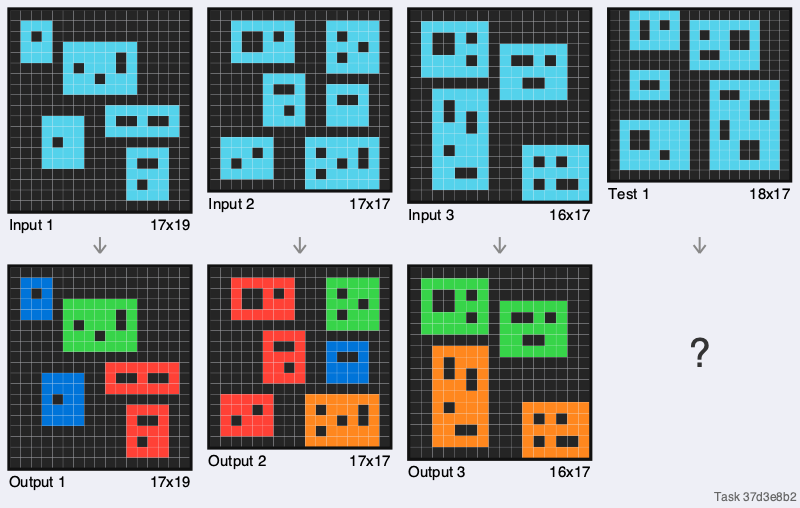 Input 1
17x19
Input 2
17x17
Input 3
16x17
Test 1
18x17
?
Output 1
17x19
Output 2
17x17
Output 3
16x17
Task 37d3e8b2